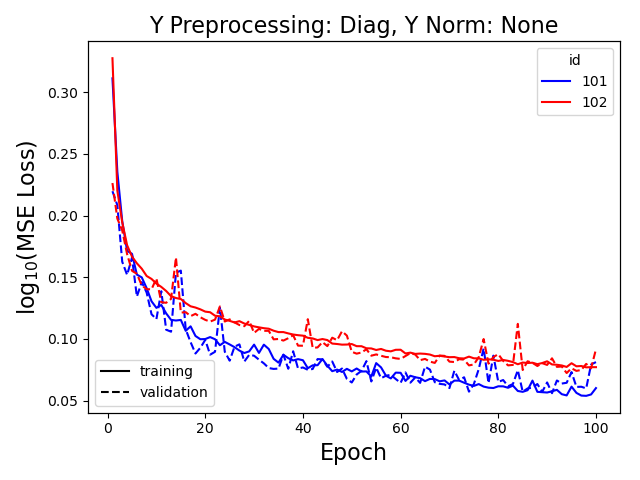 Y Preprocessing: Diag, Y Norm: None
log₁₀(MSE Loss)
0.30
0.25
0.20
0.15
0.10
0.05
id
101
102
training
validation
0
20
40
60
80
100
Epoch